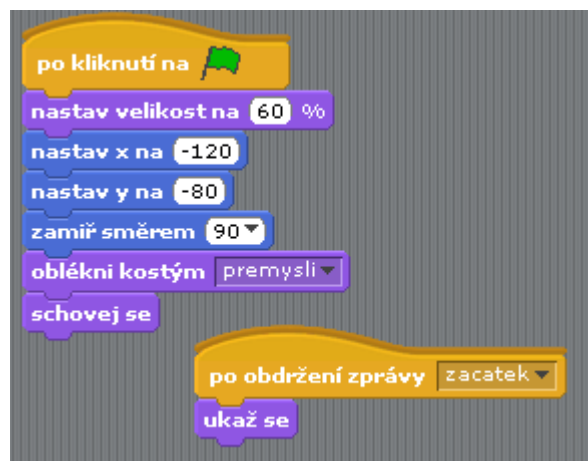 po kliknutí na
nastav velikost na 60 %
nastav x na -120
nastav y na -80
zamiř směrem 90
oblékni kostým premysli
schovej se
po obdržení zprávy zacatek
ukaž se